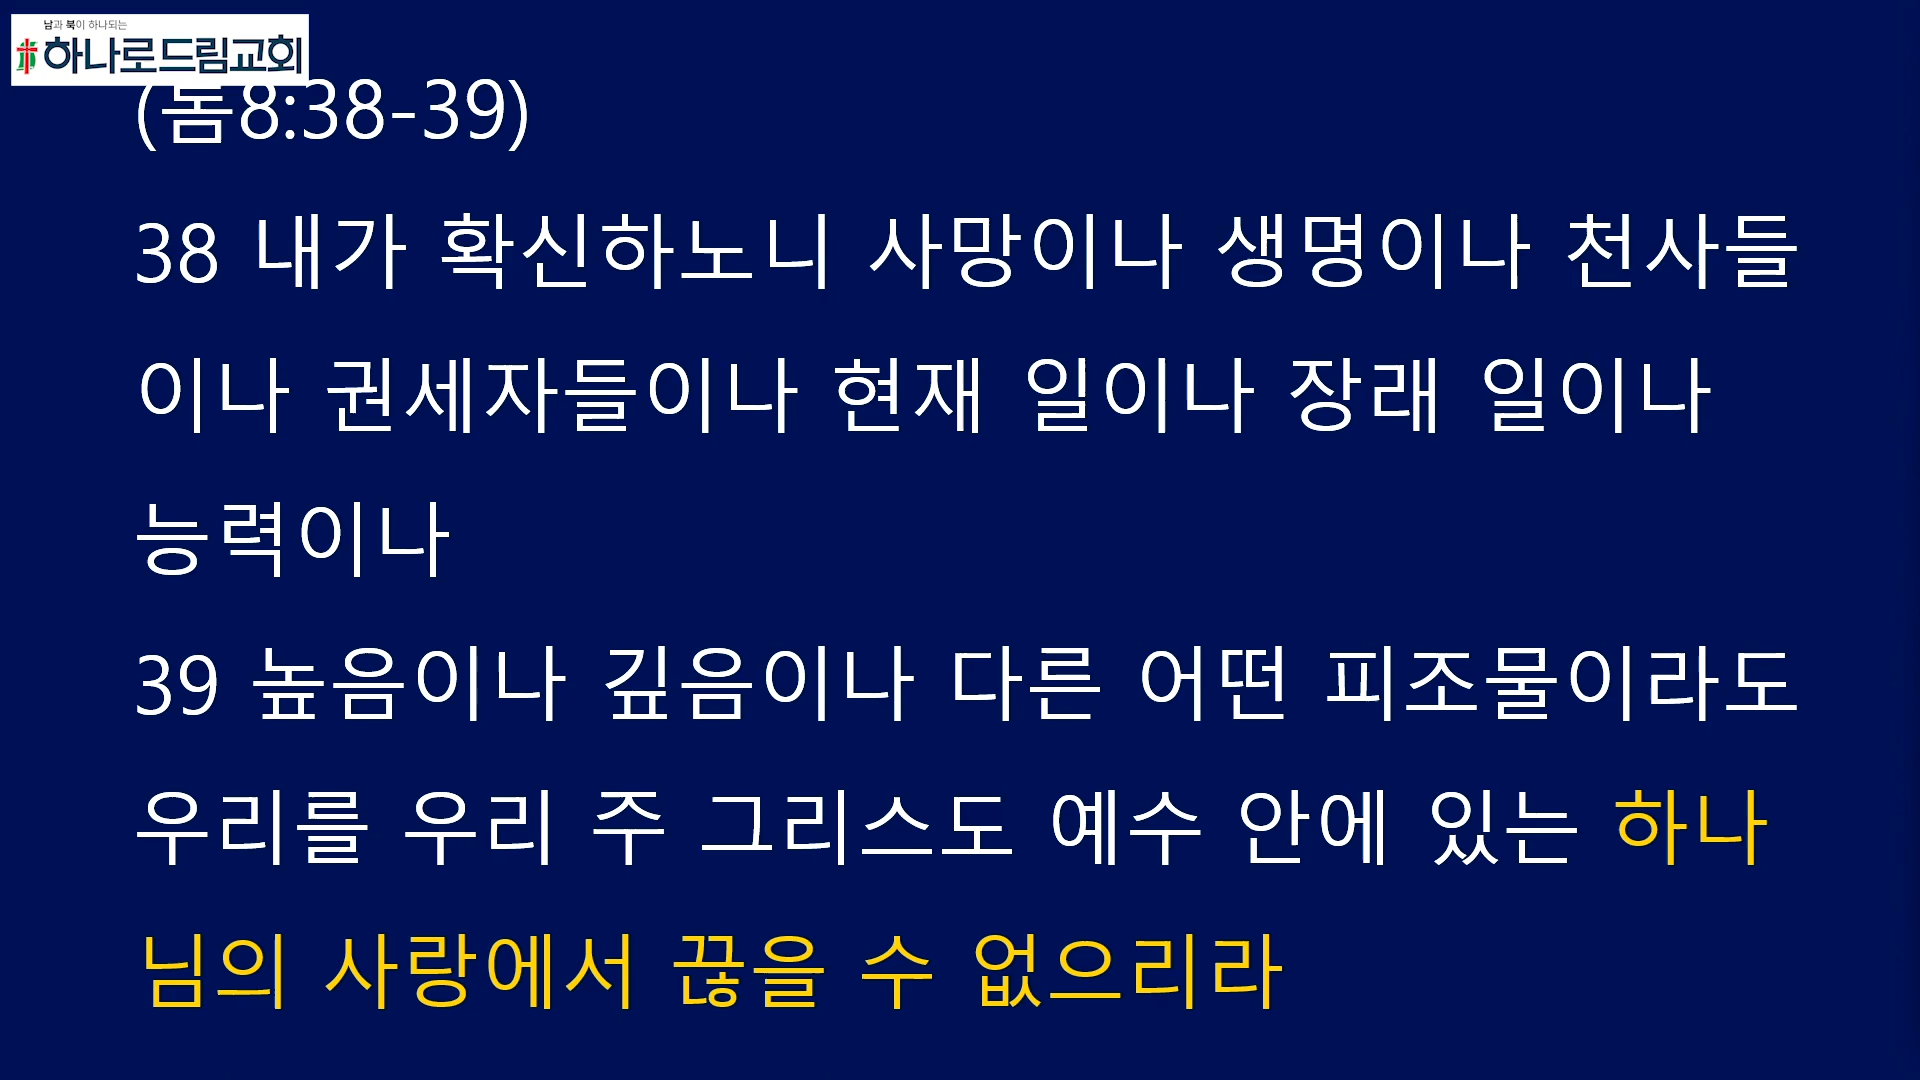 남과 북이 하나되는
하나로드림교회
(롬8:38-39)
38 내가 확신하노니 사망이나 생명이나 천사들
이나 권세자들이나 현재 일이나 장래 일이나
능력이나
39 높음이나 깊음이나 다른 어떤 피조물이라도
우리를 우리 주 그리스도 예수 안에 있는 하나
님의 사랑에서 끊을 수 없으리라